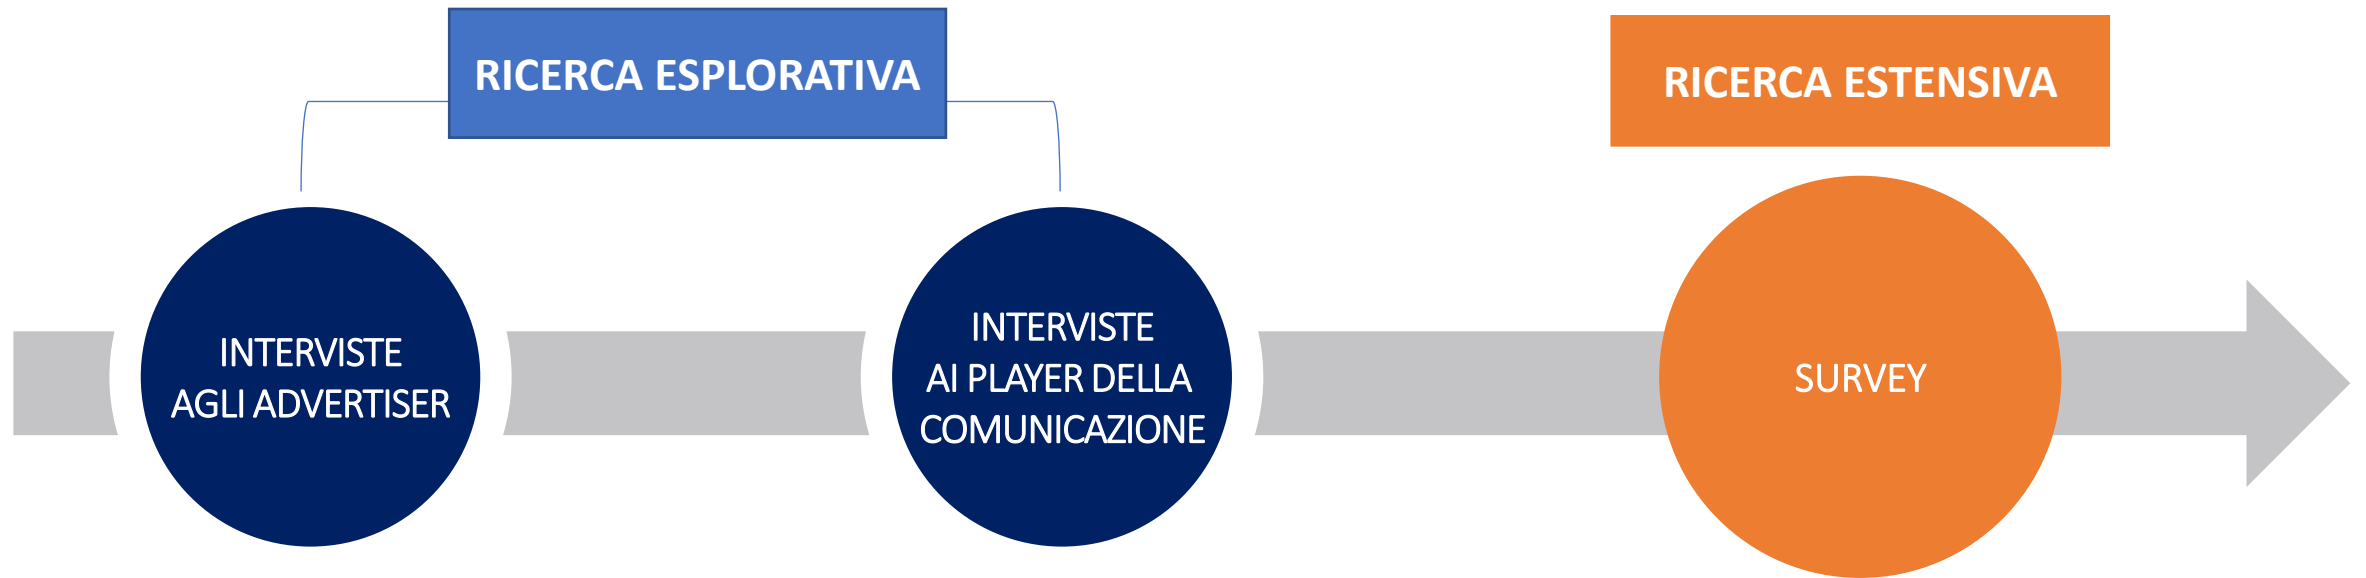 RICERCA ESPLORATIVA
RICERCA ESTENSIVA
INTERVISTE
AGLI ADVERTISER
INTERVISTE
AI PLAYER DELLA
COMUNICAZIONE
SURVEY